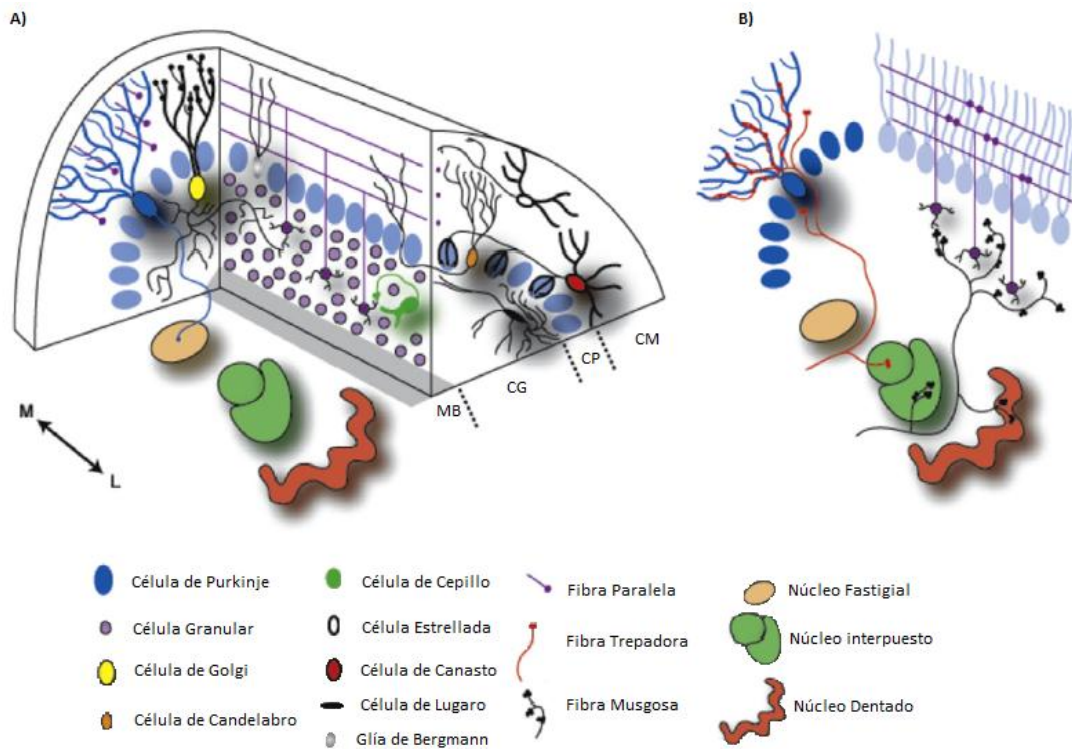 A)
B)
CM
CP
CG
MB
M
L
Célula de Purkinje
Célula de Cepillo
Fibra Paralela
Núcleo Fastigial
Célula Granular
Célula Estrellada
Fibra Trepadora
Núcleo interpuesto
Célula de Golgi
Célula de Canasto
Célula de Candelabro
Célula de Lugaro
Fibra Musgosa
Núcleo Dentado
Glía de Bergmann